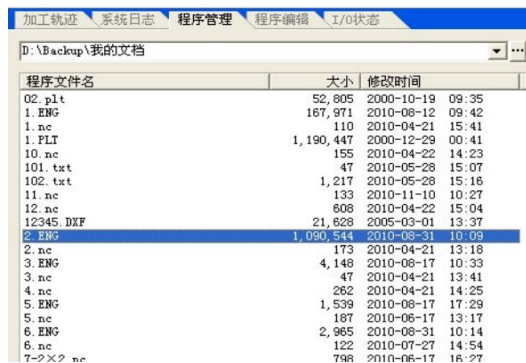 加工轨迹 系统日志 程序管理 程序编辑 I/O状态
D:\Backup\我的文档
程序文件名 大小 修改时间
02.plt 52,805 2000-10-19 09:35
1.ENG 167,971 2010-08-12 09:42
1.nc 110 2010-04-21 15:41
1.PLT 1,190,447 2000-12-29 00:41
10.nc 155 2010-04-22 14:23
101.txt 47 2010-05-28 15:07
102.txt 1,217 2010-05-28 15:16
11.nc 133 2010-11-10 10:27
12.nc 608 2010-04-22 15:04
12345.DXF 21,628 2005-03-01 13:37
2.ENG 1,090,544 2010-08-31 10:09
2.nc 173 2010-04-21 13:18
3.ENG 4,148 2010-08-17 10:33
3.nc 47 2010-04-21 13:41
4.nc 262 2010-04-21 14:25
5.ENG 1,539 2010-08-17 17:29
5.nc 187 2010-06-17 13:17
6.ENG 2,965 2010-08-31 10:14
6.nc 122 2010-07-27 14:54
7-2×2.nc 798 2010-06-17 16:27